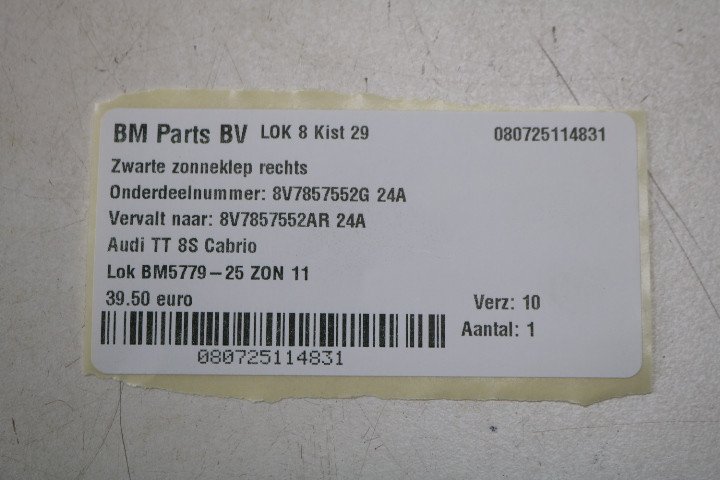 BM Parts BV LOK 8 Kist 29 080725114831
Zwarte zonneklep rechts
Onderdeelnummer: 8V7857552G 24A
Vervalt naar: 8V7857552AR 24A
Audi TT 8S Cabrio
Lok BM5779-25 ZON 11
39.50 euro Verz: 10
Aantal: 1
080725114831